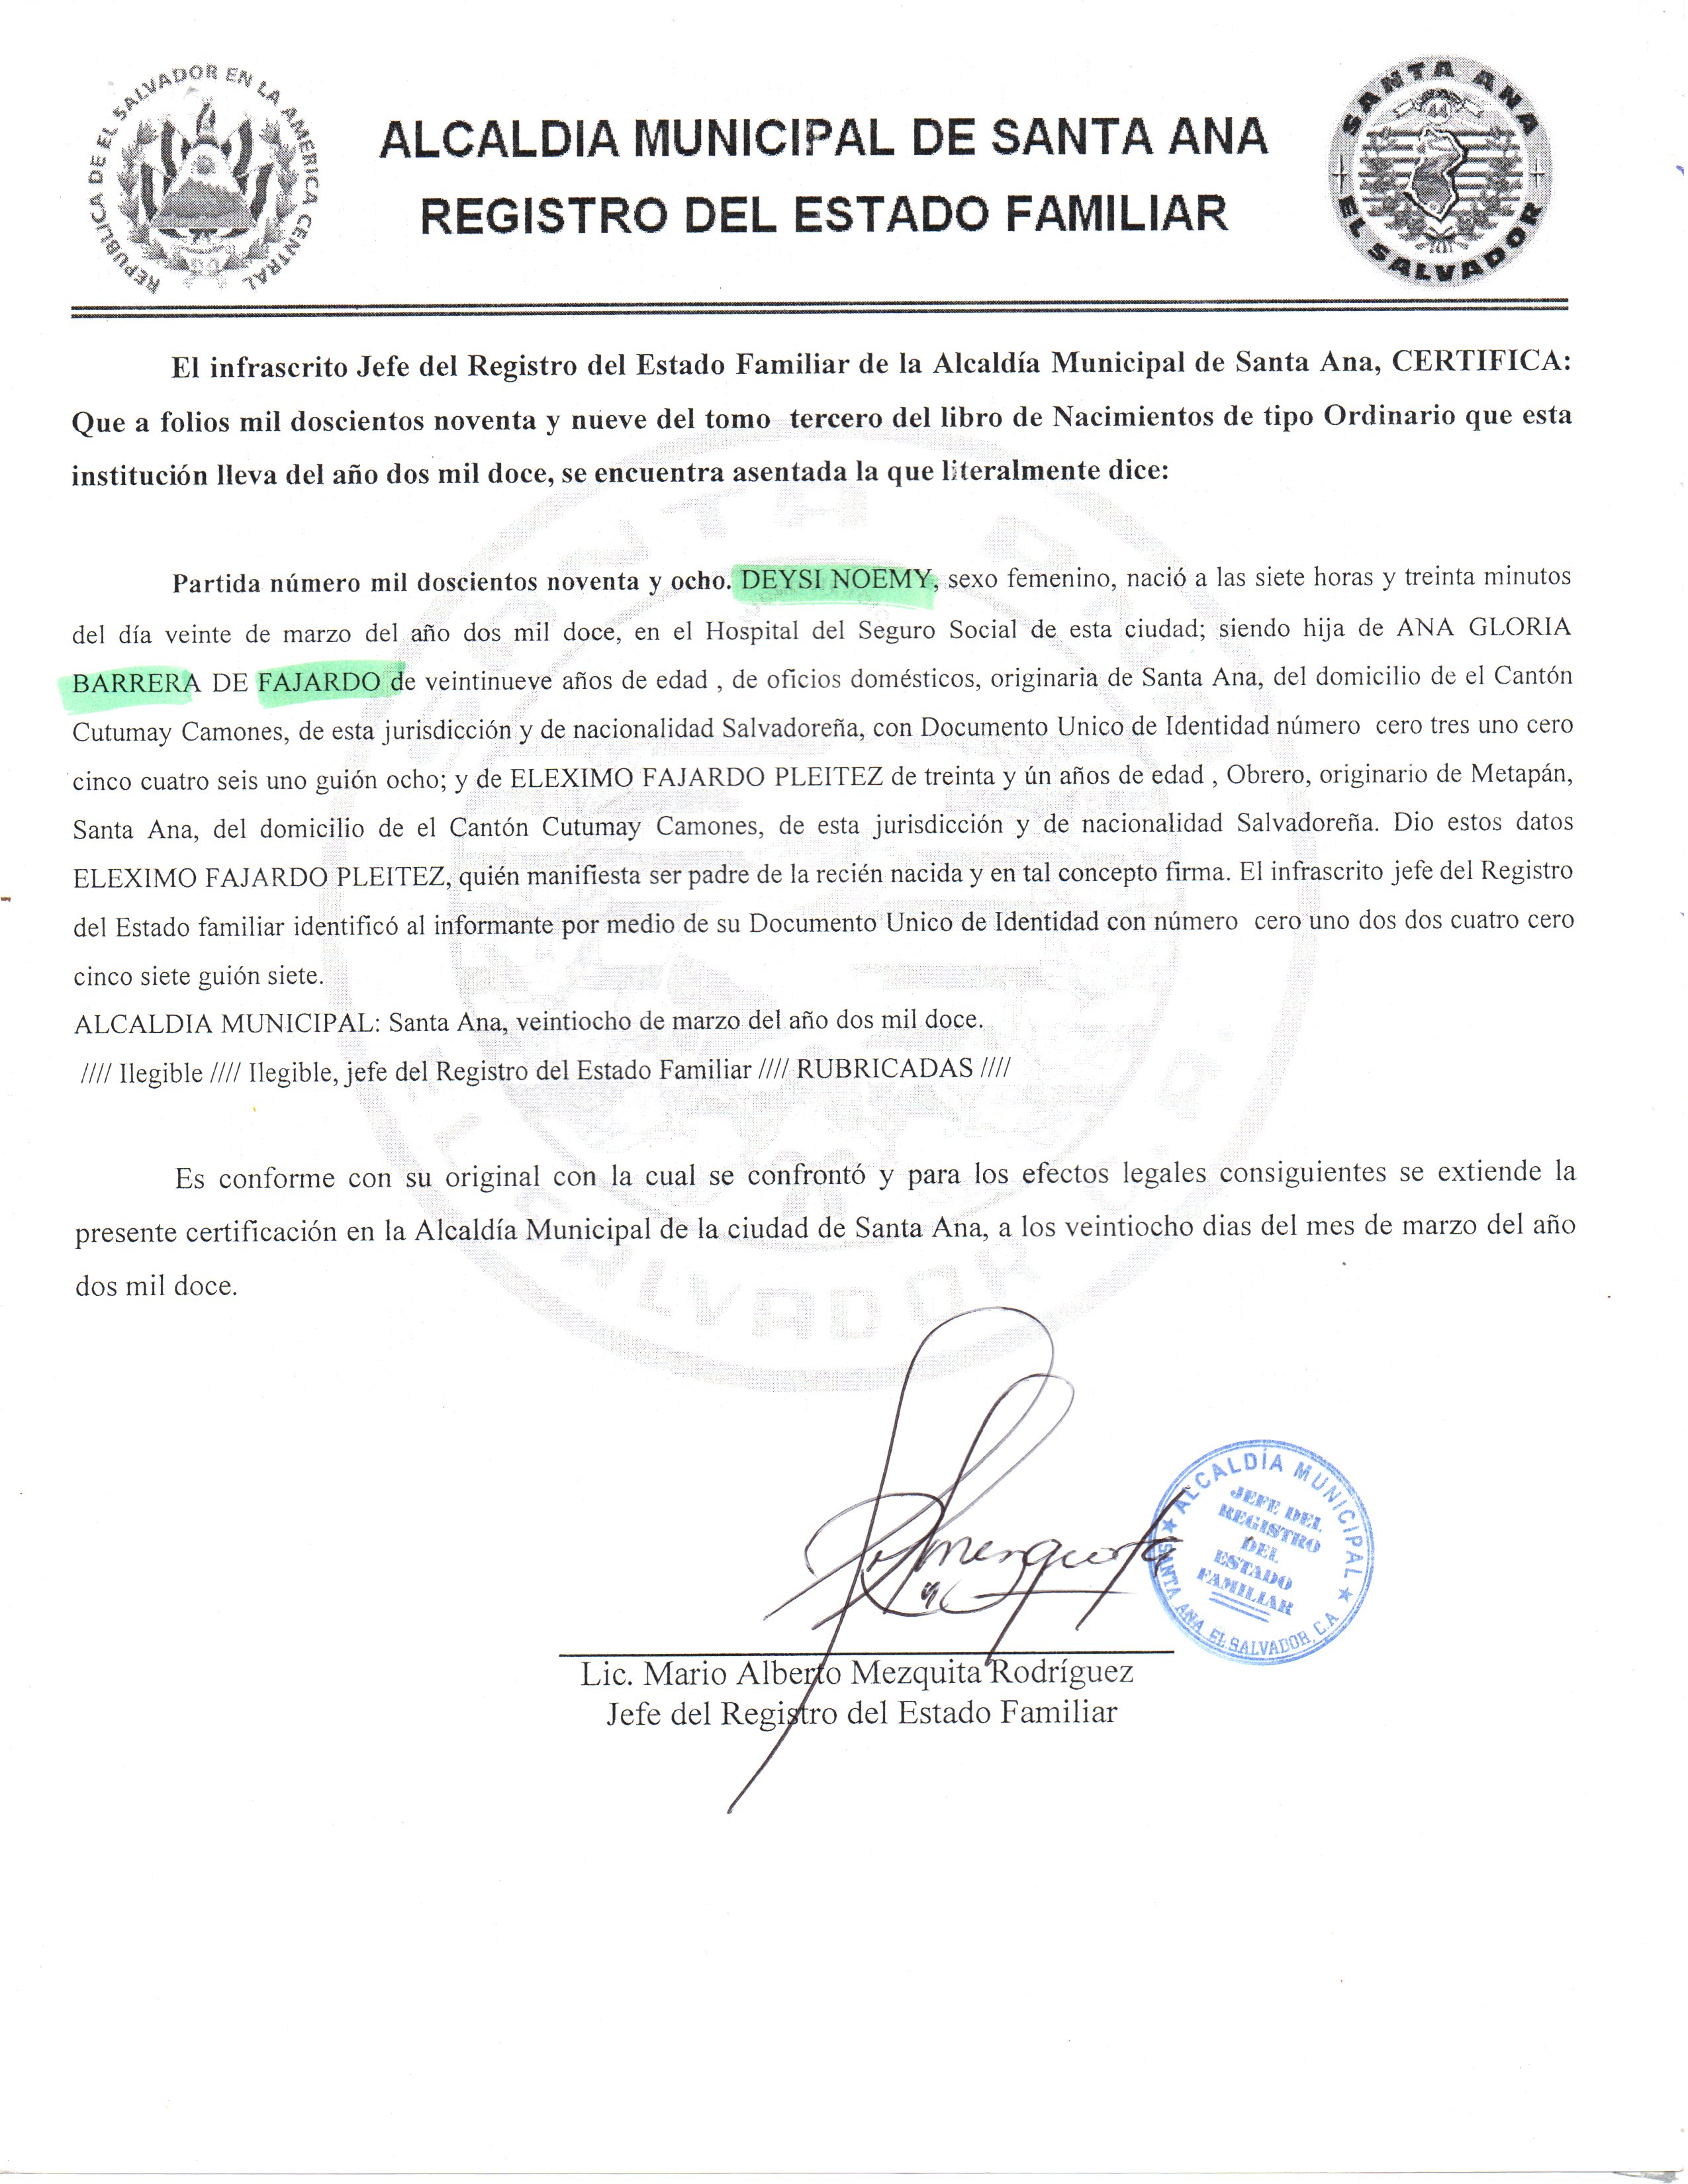 REPUBLICA DE EL SALVADOR EN LA AMERICA CENTRAL
SANTA ANA
44
EL SALVADOR
ALCALDIA MUNICIPAL DE SANTA ANA
REGISTRO DEL ESTADO FAMILIAR
El infrascrito Jefe del Registro del Estado Familiar de la Alcaldía Municipal de Santa Ana, CERTIFICA:
Que a folios mil doscientos noventa y nueve del tomo tercero del libro de Nacimientos de tipo Ordinario que esta
institución lleva del año dos mil doce, se encuentra asentada la que literalmente dice:
Partida número mil doscientos noventa y ocho. DEYSI NOEMY, sexo femenino, nació a las siete horas y treinta minutos
del día veinte de marzo del año dos mil doce, en el Hospital del Seguro Social de esta ciudad; siendo hija de ANA GLORIA
BARRERA DE FAJARDO de veintinueve años de edad , de oficios domésticos, originaria de Santa Ana, del domicilio de el Cantón
Cutumay Camones, de esta jurisdicción y de nacionalidad Salvadoreña, con Documento Unico de Identidad número cero tres uno cero
cinco cuatro seis uno guión ocho; y de ELEXIMO FAJARDO PLEITEZ de treinta y ún años de edad , Obrero, originario de Metapán,
Santa Ana, del domicilio de el Cantón Cutumay Camones, de esta jurisdicción y de nacionalidad Salvadoreña. Dio estos datos
ELEXIMO FAJARDO PLEITEZ, quién manifiesta ser padre de la recién nacida y en tal concepto firma. El infrascrito jefe del Registro
del Estado familiar identificó al informante por medio de su Documento Unico de Identidad con número cero uno dos dos cuatro cero
cinco siete guión siete.
ALCALDIA MUNICIPAL: Santa Ana, veintiocho de marzo del año dos mil doce.
//// Ilegible //// Ilegible, jefe del Registro del Estado Familiar //// RUBRICADAS ////
Es conforme con su original con la cual se confrontó y para los efectos legales consiguientes se extiende la
presente certificación en la Alcaldía Municipal de la ciudad de Santa Ana, a los veintiocho dias del mes de marzo del año
dos mil doce.
ALCALDÍA MUNICIPAL
JEFE DEL
REGISTRO
DEL
ESTADO
FAMILIAR
SANTA ANA, EL SALVADOR, C.A.
Lic. Mario Alberto Mezquita Rodríguez
Jefe del Registro del Estado Familiar